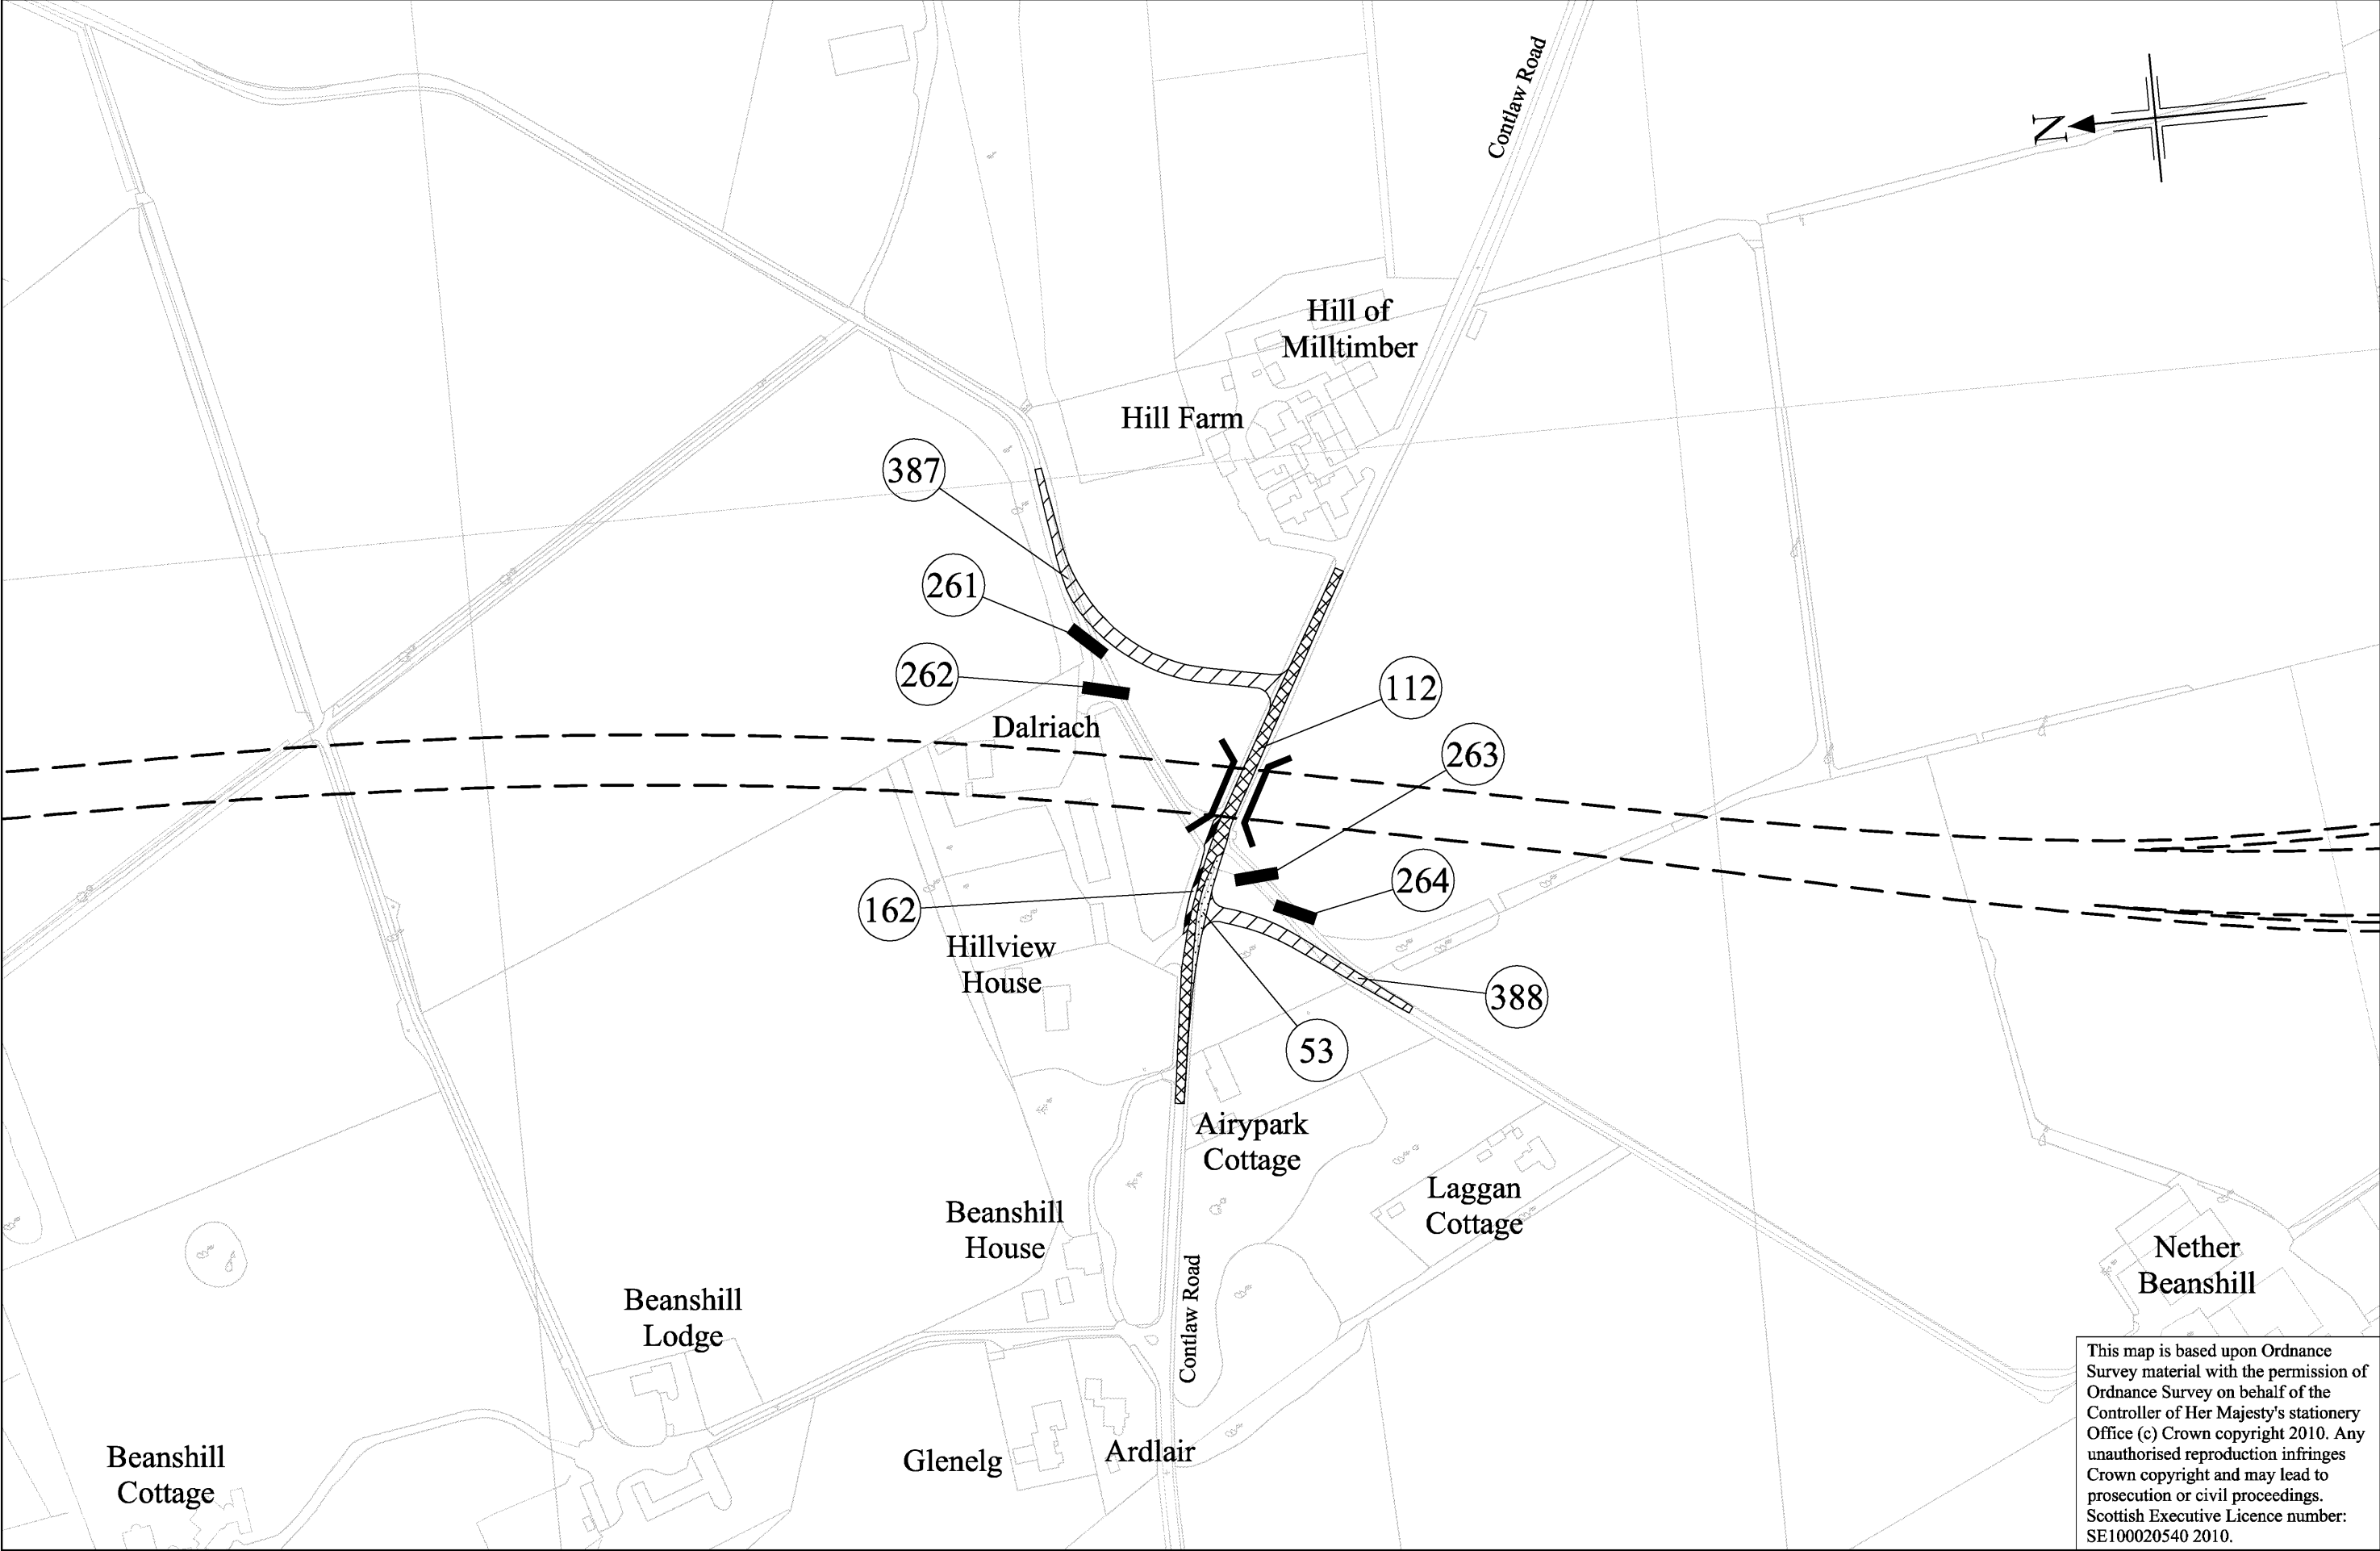 Contlaw Road
N
Hill of
Milltimber
Hill Farm
387
261
262
112
Dalriach
263
264
162
Hillview
House
388
53
Airypark
Cottage
Laggan
Cottage
Beanshill
House
Nether
Beanshill
Contlaw Road
Beanshill
Lodge
Glenelg
Ardlair
Beanshill
Cottage
This map is based upon Ordnance
Survey material with the permission of
Ordnance Survey on behalf of the
Controller of Her Majesty's stationery
Office (c) Crown copyright 2010. Any
unauthorised reproduction infringes
Crown copyright and may lead to
prosecution or civil proceedings.
Scottish Executive Licence number:
SE100020540 2010.